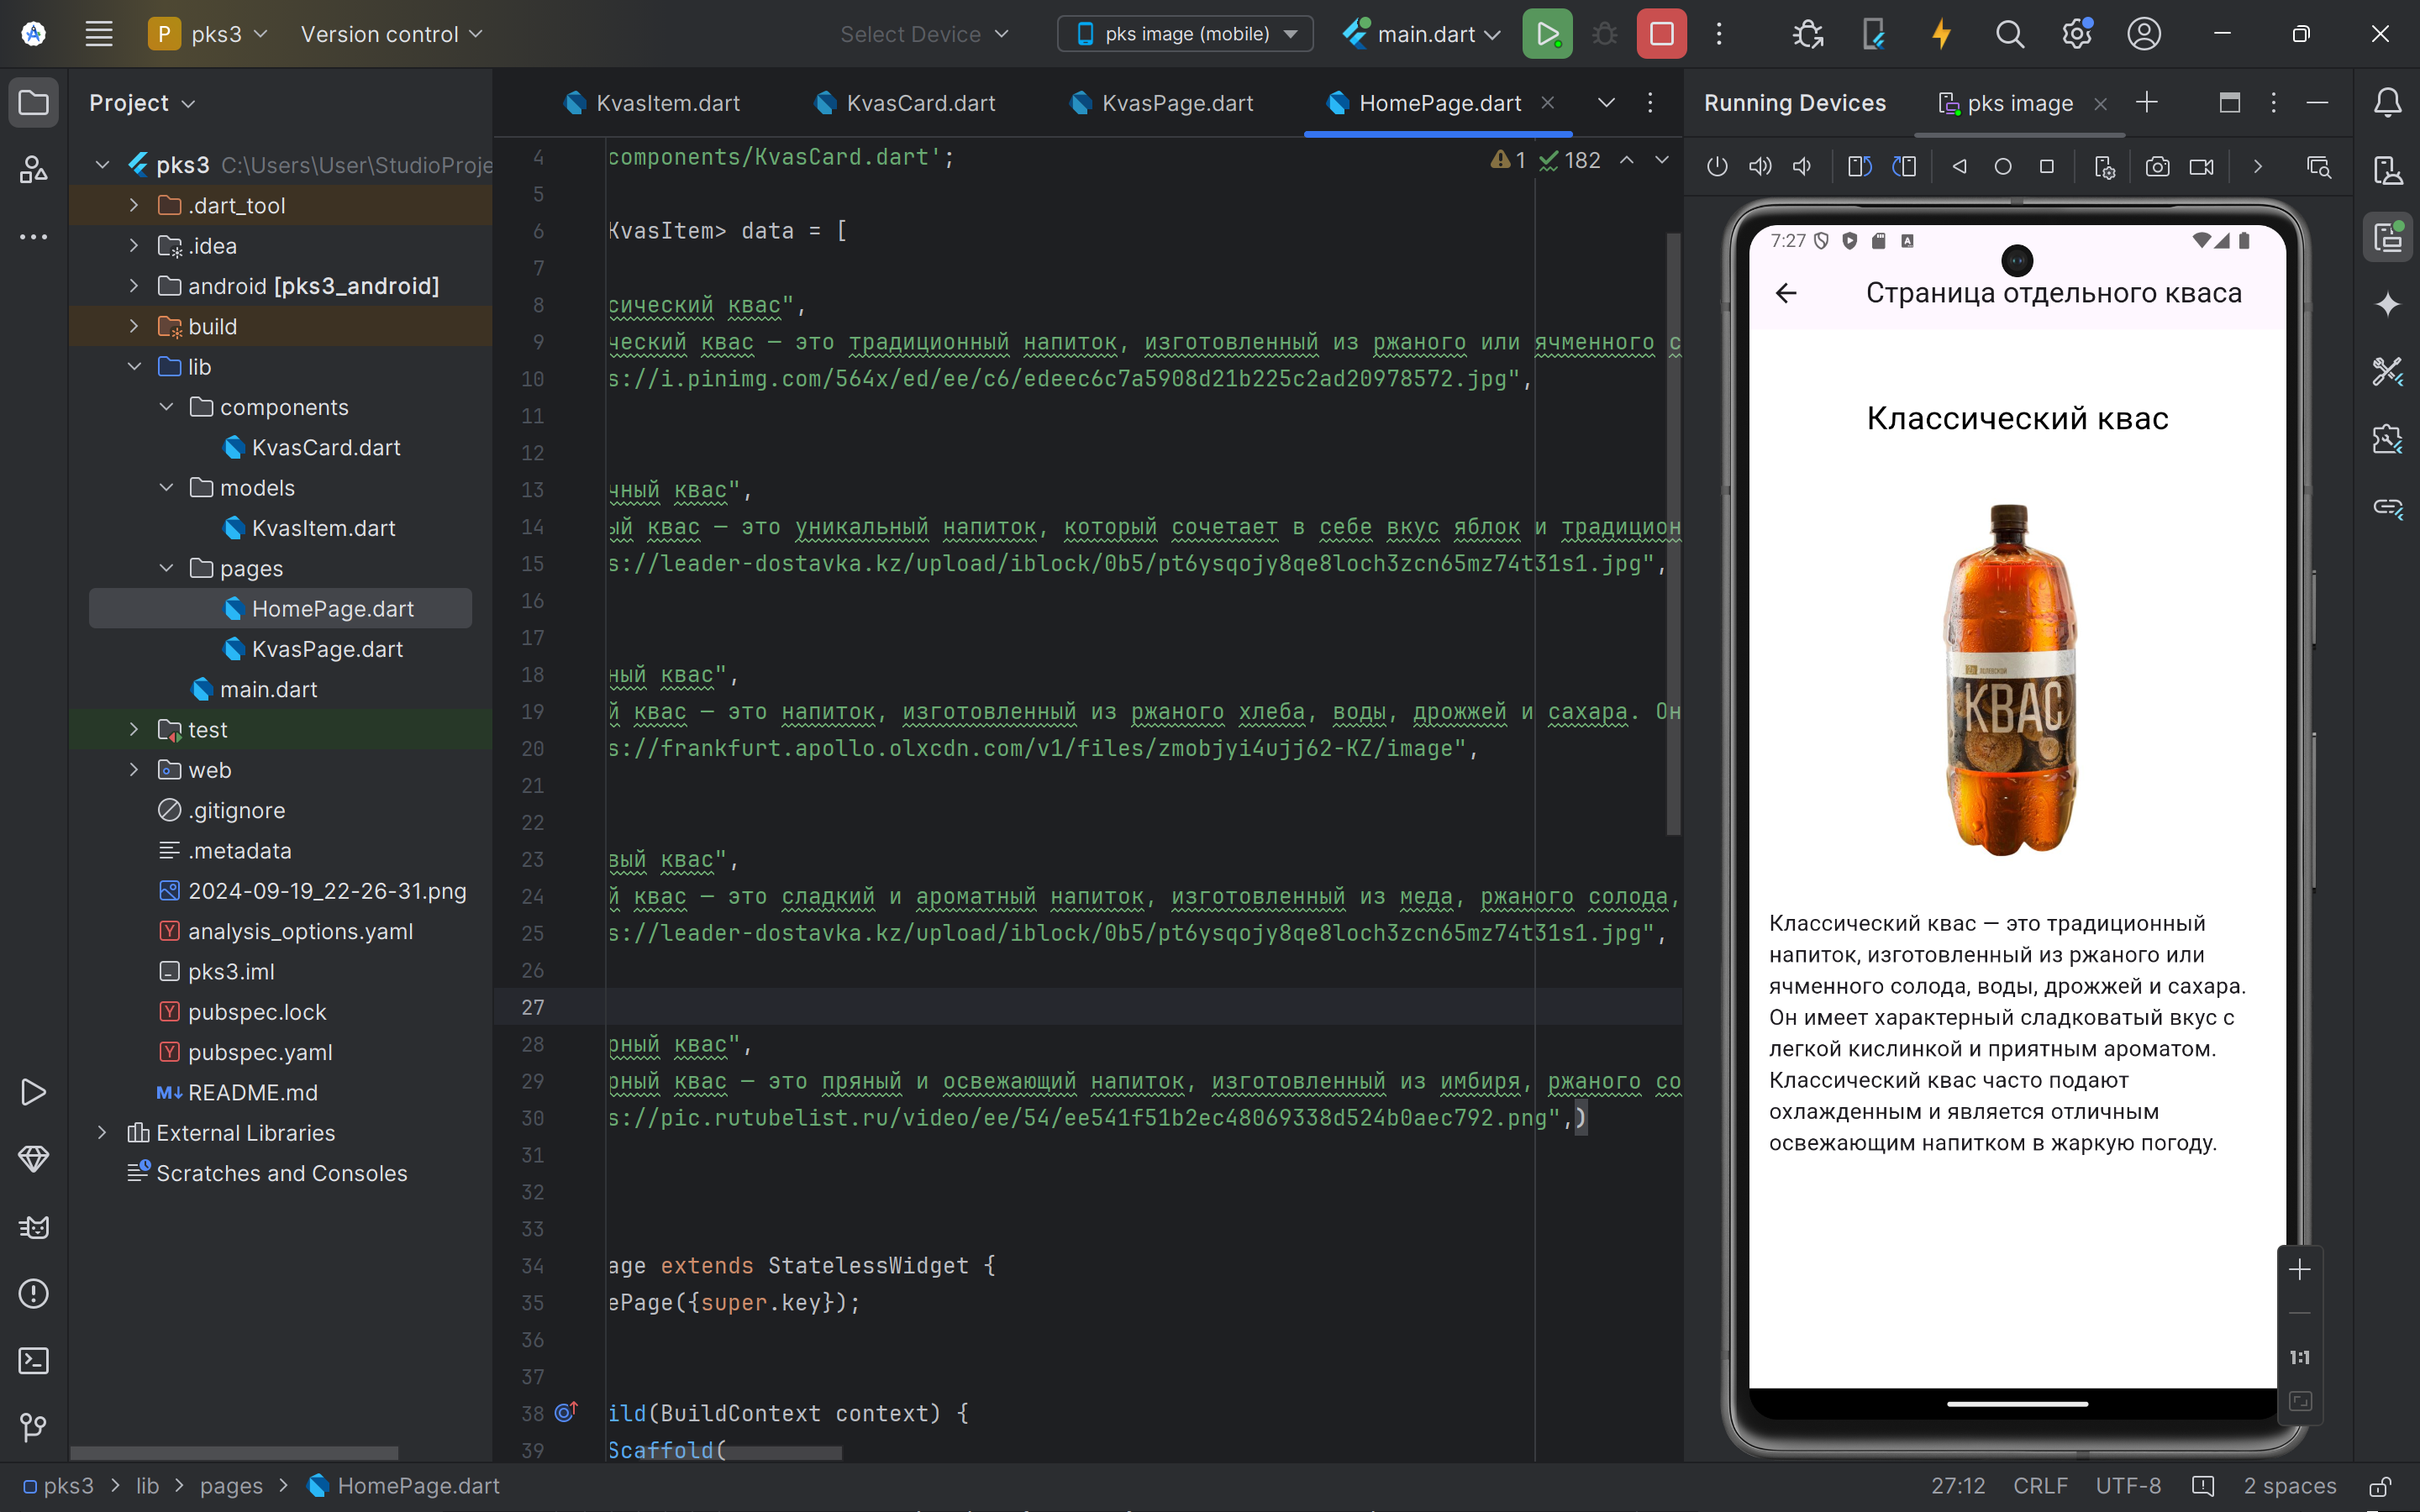 P pks3
Version control
Select Device
pks image (mobile)
main.dart
Project
KvasItem.dart
KvasCard.dart
KvasPage.dart
HomePage.dart
Running Devices
pks image
pks3 C:\Users\User\StudioProje
.dart_tool
.idea
android [pks3_android]
build
lib
components
KvasCard.dart
models
KvasItem.dart
pages
HomePage.dart
KvasPage.dart
main.dart
test
web
.gitignore
.metadata
2024-09-19_22-26-31.png
analysis_options.yaml
pks3.iml
pubspec.lock
pubspec.yaml
M↓ README.md
External Libraries
Scratches and Consoles
1 182
4 components/KvasCard.dart';
5
6 KvasItem> data = [
7
8 сический квас",
9 ческий квас — это традиционный напиток, изготовленный из ржаного или ячменного с
10 s://i.pinimg.com/564x/ed/ee/c6/edeec6c7a5908d21b225c2ad20978572.jpg",
11
12
13 чный квас",
14 ый квас — это уникальный напиток, который сочетает в себе вкус яблок и традицион
15 s://leader-dostavka.kz/upload/iblock/0b5/pt6ysqojy8qe8loch3zcn65mz74t31s1.jpg",
16
17
18 ный квас",
19 й квас — это напиток, изготовленный из ржаного хлеба, воды, дрожжей и сахара. Он
20 s://frankfurt.apollo.olxcdn.com/v1/files/zmobjyi4ujj62-KZ/image",
21
22
23 вый квас",
24 й квас — это сладкий и ароматный напиток, изготовленный из меда, ржаного солода,
25 s://leader-dostavka.kz/upload/iblock/0b5/pt6ysqojy8qe8loch3zcn65mz74t31s1.jpg",
26
27
28 рный квас",
29 рный квас — это пряный и освежающий напиток, изготовленный из имбиря, ржаного со
30 s://pic.rutubelist.ru/video/ee/54/ee541f51b2ec48069338d524b0aec792.png",)
31
32
33
34 age extends StatelessWidget {
35 ePage({super.key});
36
37
38 ild(BuildContext context) {
39 Scaffold(
7:27
Страница отдельного кваса
Классический квас
КВАС
Классический квас — это традиционный
напиток, изготовленный из ржаного или
ячменного солода, воды, дрожжей и сахара.
Он имеет характерный сладковатый вкус с
легкой кислинкой и приятным ароматом.
Классический квас часто подают
охлажденным и является отличным
освежающим напитком в жаркую погоду.
1:1
pks3 > lib > pages > HomePage.dart
27:12 CRLF UTF-8 2 spaces